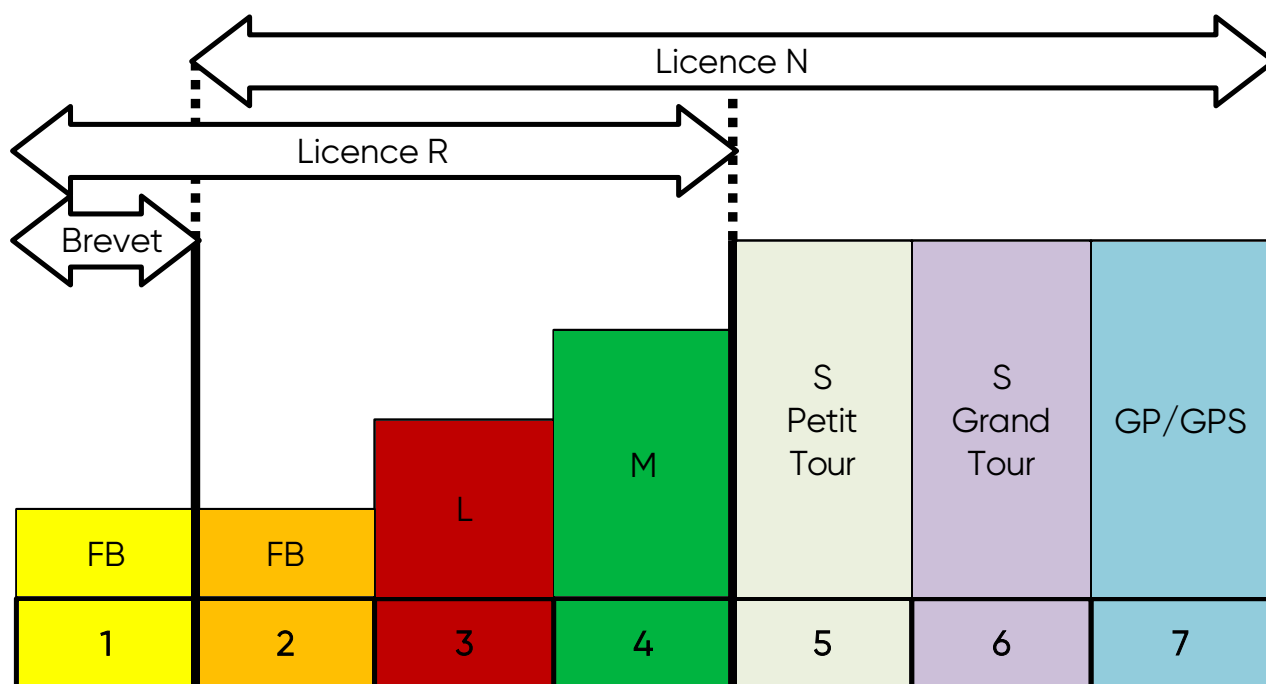 Licence N
Licence R
Brevet
FB
FB
L
M
S
Petit
Tour
S
Grand
Tour
GP/GPS
1
2
3
4
5
6
7